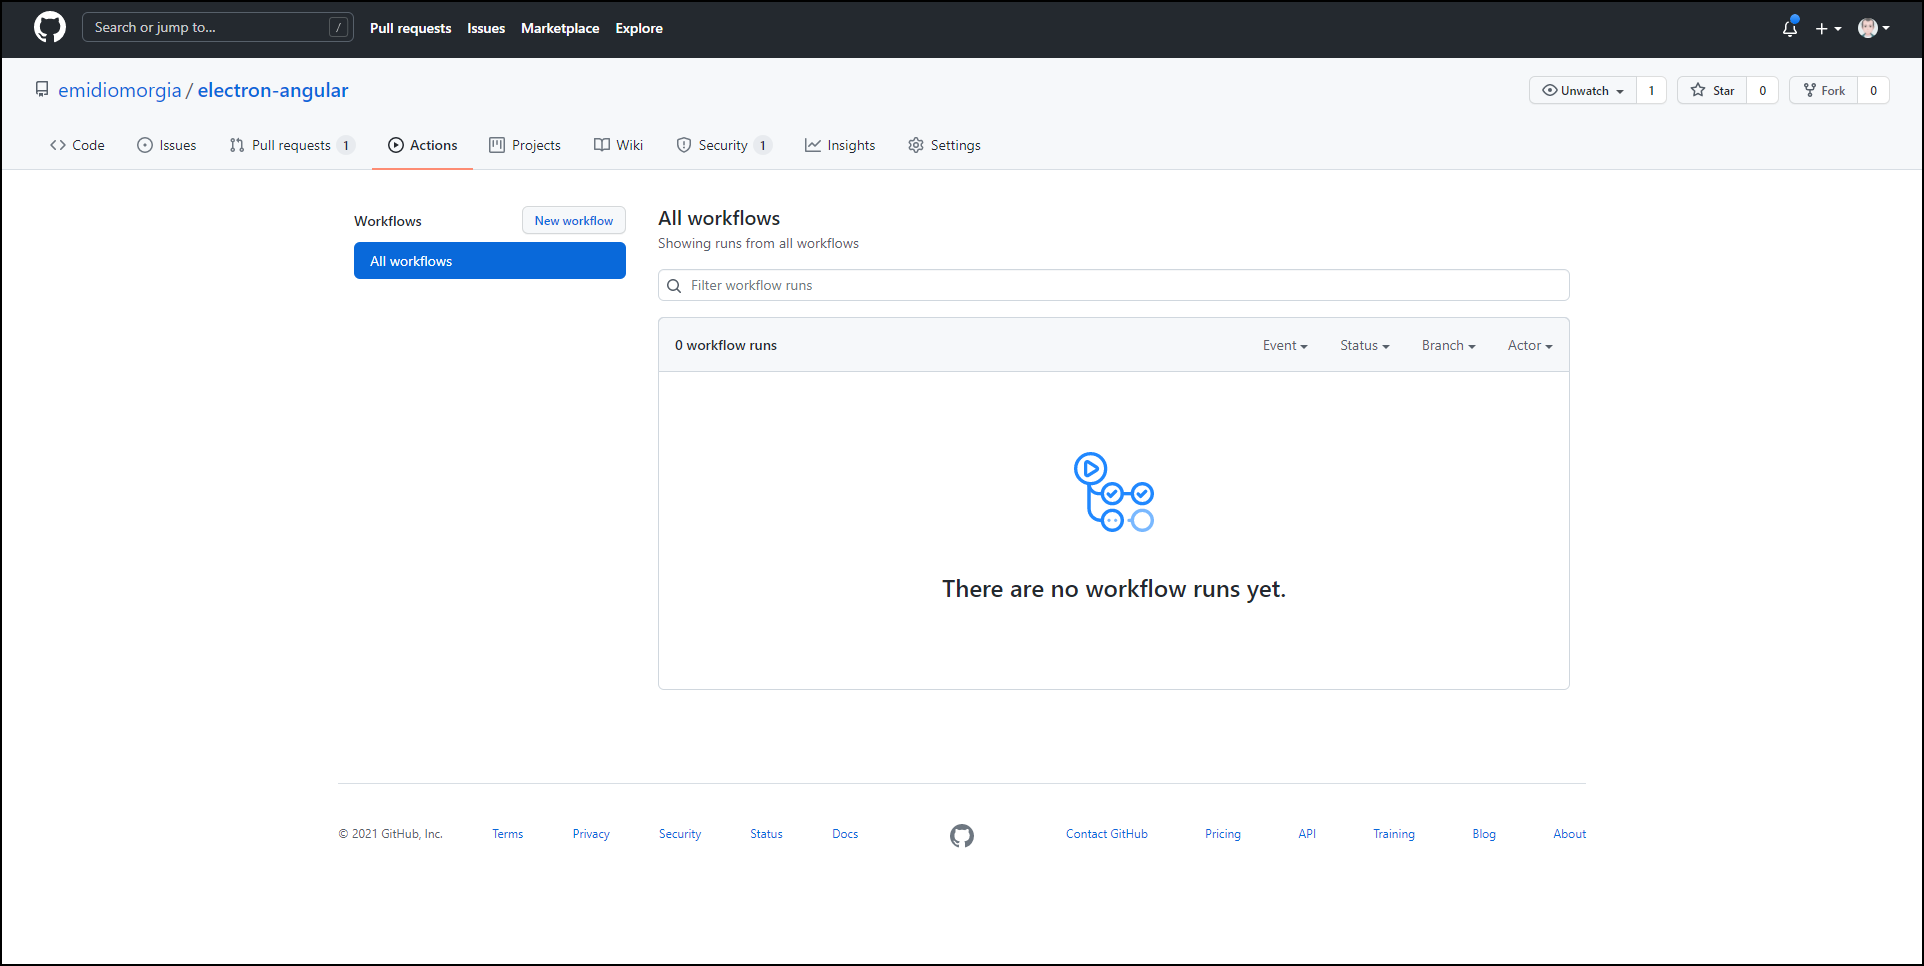 Search or jump to... /
Pull requests Issues Marketplace Explore
emidiomorgia / electron-angular
Unwatch 1 Star 0 Fork 0
Code Issues Pull requests 1 Actions Projects Wiki Security 1 Insights Settings
Workflows New workflow
All workflows
All workflows
Showing runs from all workflows
Filter workflow runs
0 workflow runs Event Status Branch Actor
There are no workflow runs yet.
© 2021 GitHub, Inc. Terms Privacy Security Status Docs Contact GitHub Pricing API Training Blog About